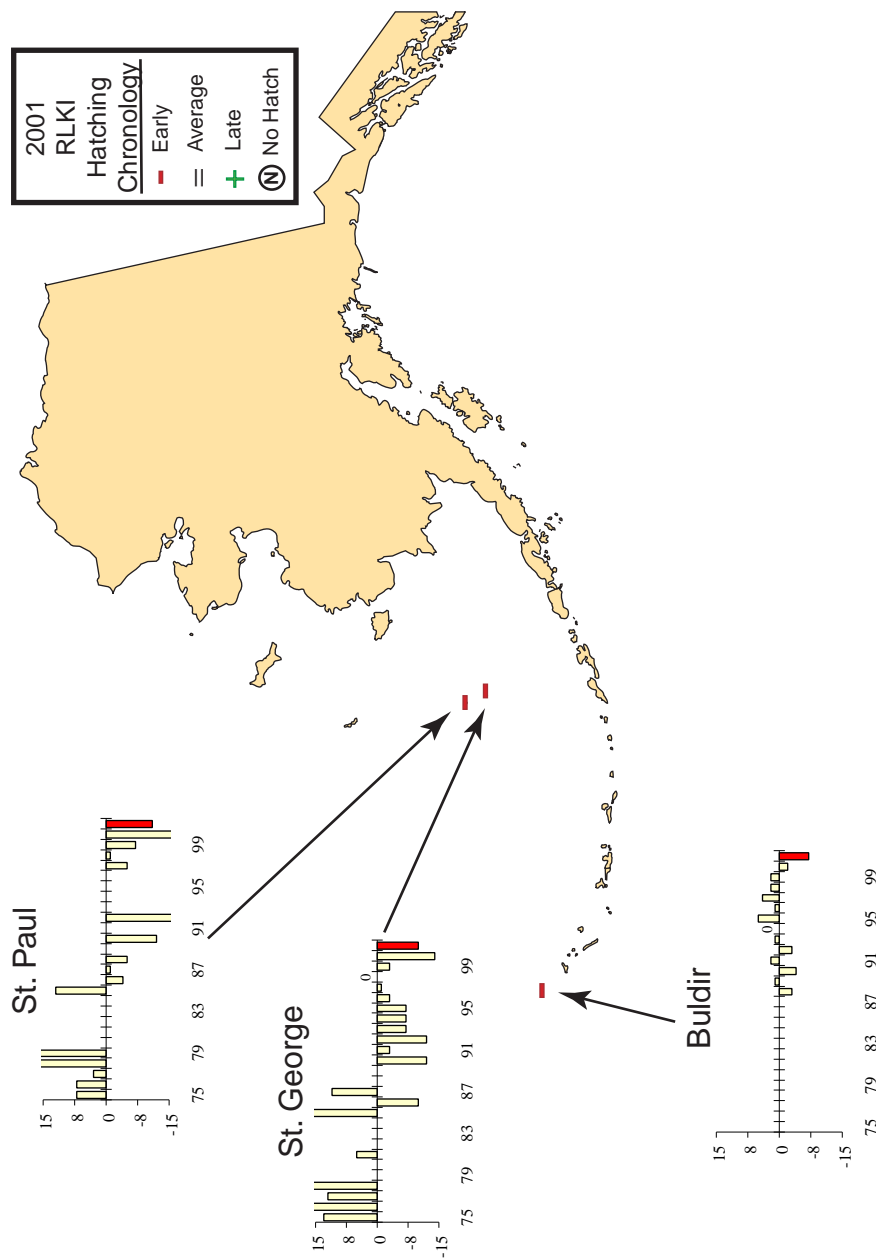 2001
RLKI
Hatching
Chronology
Early
= Average
+ Late
N No Hatch
St. Paul
15
8
0
-8
-15
75 79 83 87 91 95 99
St. George
15
8
0
-8
-15
0
75 79 83 87 91 95 99
Buldir
15
8
0
-8
-15
0
75 79 83 87 91 95 99